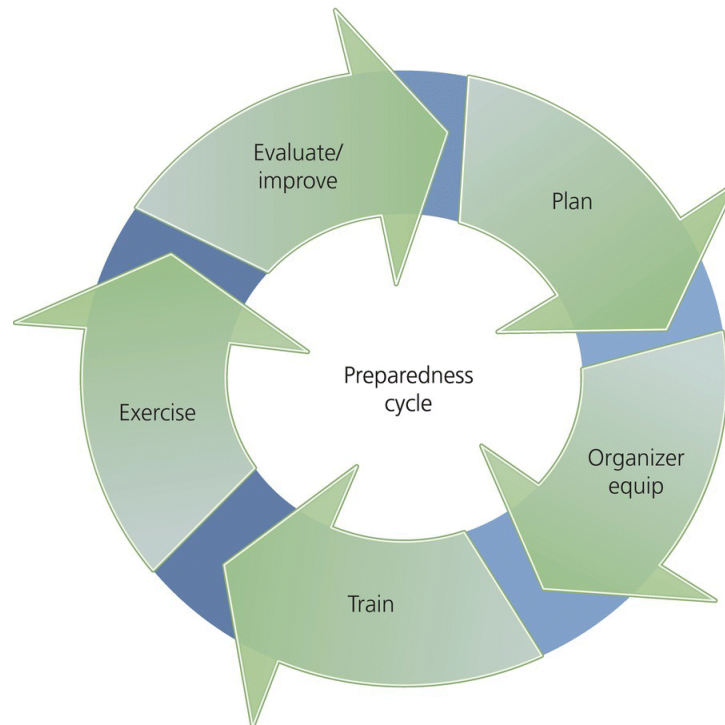 Evaluate/
improve
Plan
Organizer
equip
Train
Exercise
Preparedness
cycle